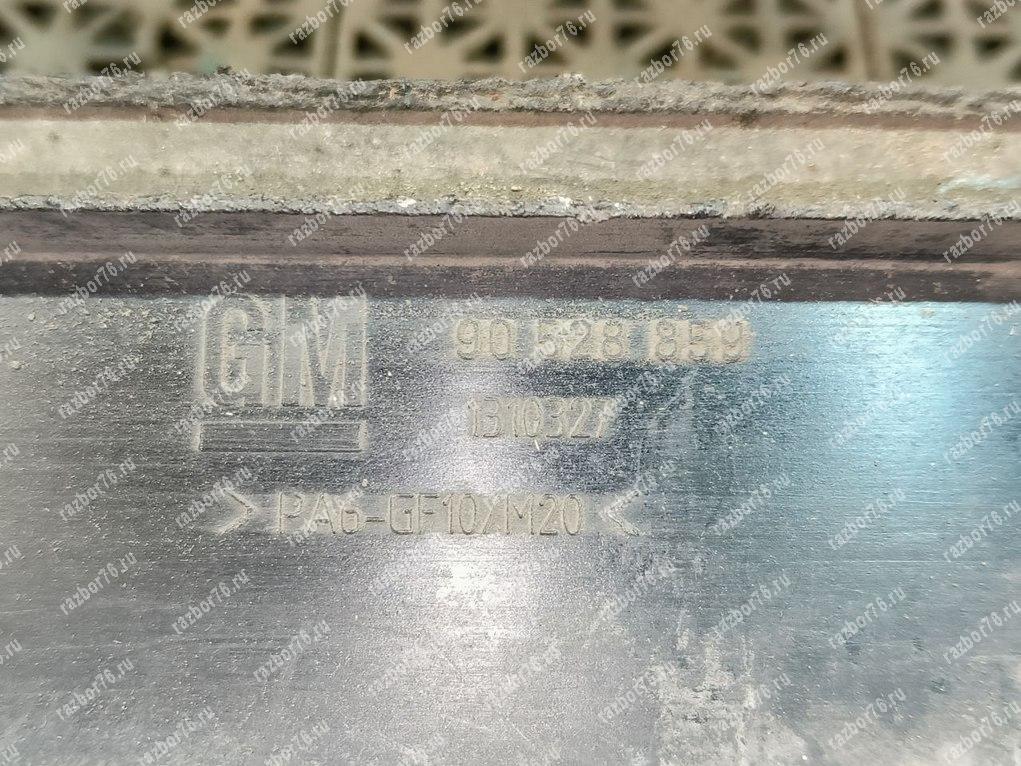 GM
90 528 859
1310327
>PA6-GF10/M20<
razbor76.ru